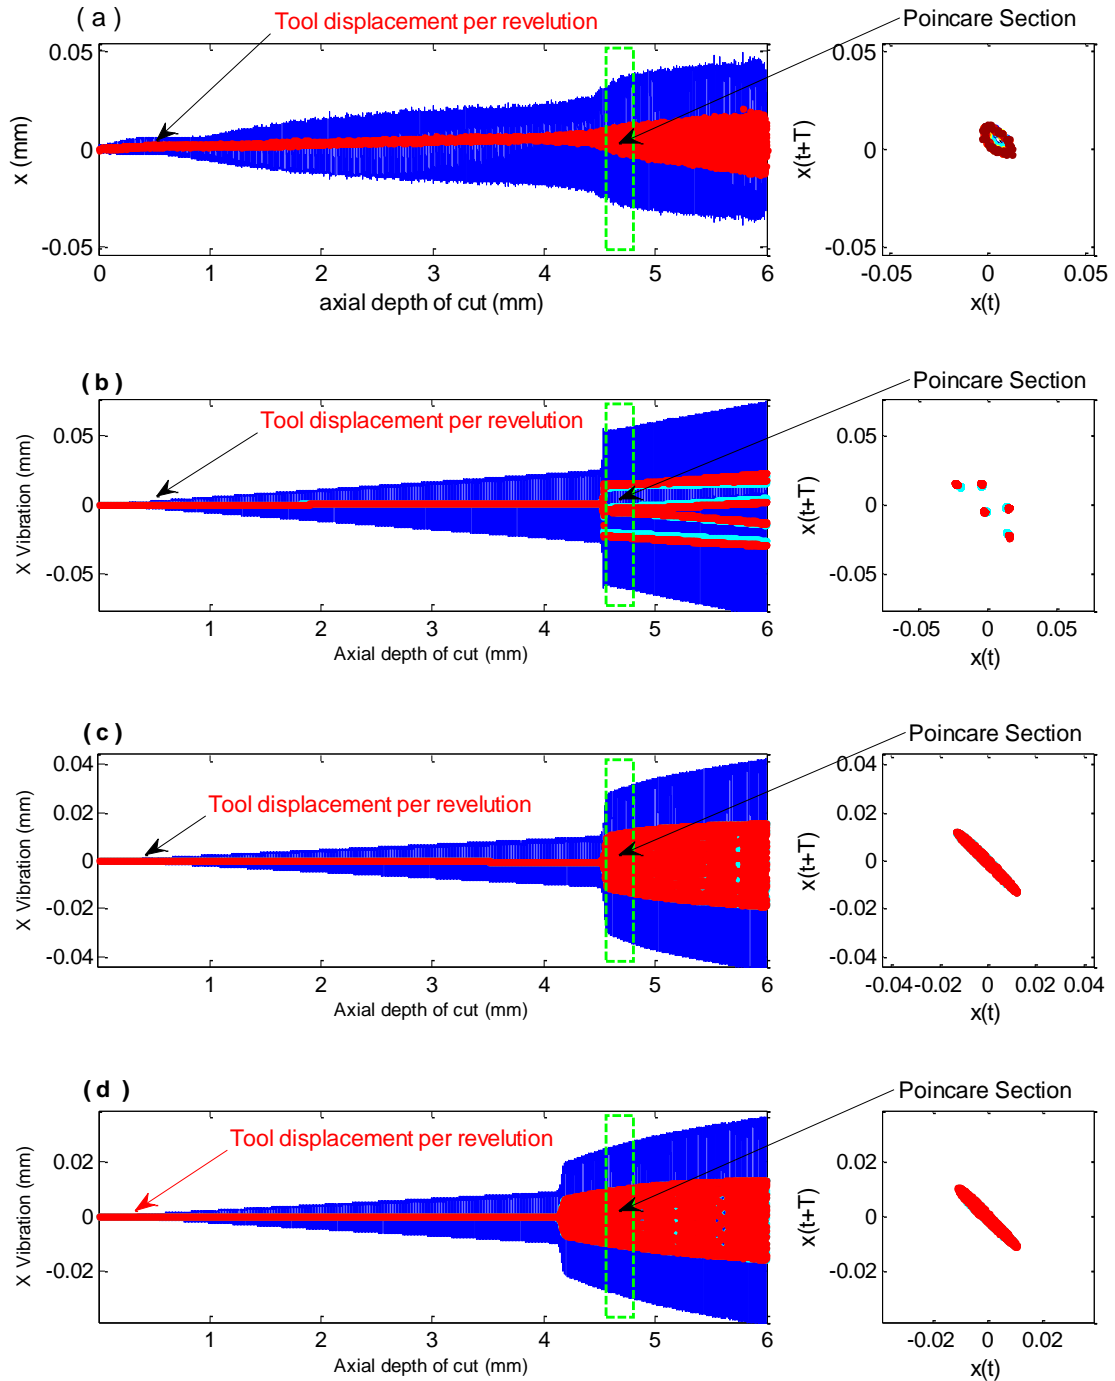 ( a )
Tool displacement per revelution
Poincare Section
x (mm)
0.05
0
-0.05
0 1 2 3 4 5 6
axial depth of cut (mm)
x(t+T)
0.05
0
-0.05
-0.05 0 0.05
x(t)
( b )
Tool displacement per revelution
Poincare Section
X Vibration (mm)
0.05
0
-0.05
1 2 3 4 5 6
Axial depth of cut (mm)
x(t+T)
0.05
0
-0.05
-0.05 0 0.05
x(t)
( c )
Tool displacement per revelution
Poincare Section
X Vibration (mm)
0.04
0.02
0
-0.02
-0.04
1 2 3 4 5 6
Axial depth of cut (mm)
x(t+T)
0.04
0.02
0
-0.02
-0.04
-0.04 -0.02 0 0.02 0.04
x(t)
( d )
Tool displacement per revelution
Poincare Section
X Vibration (mm)
0.02
0
-0.02
1 2 3 4 5 6
Axial depth of cut (mm)
x(t+T)
0.02
0
-0.02
-0.02 0 0.02
x(t)